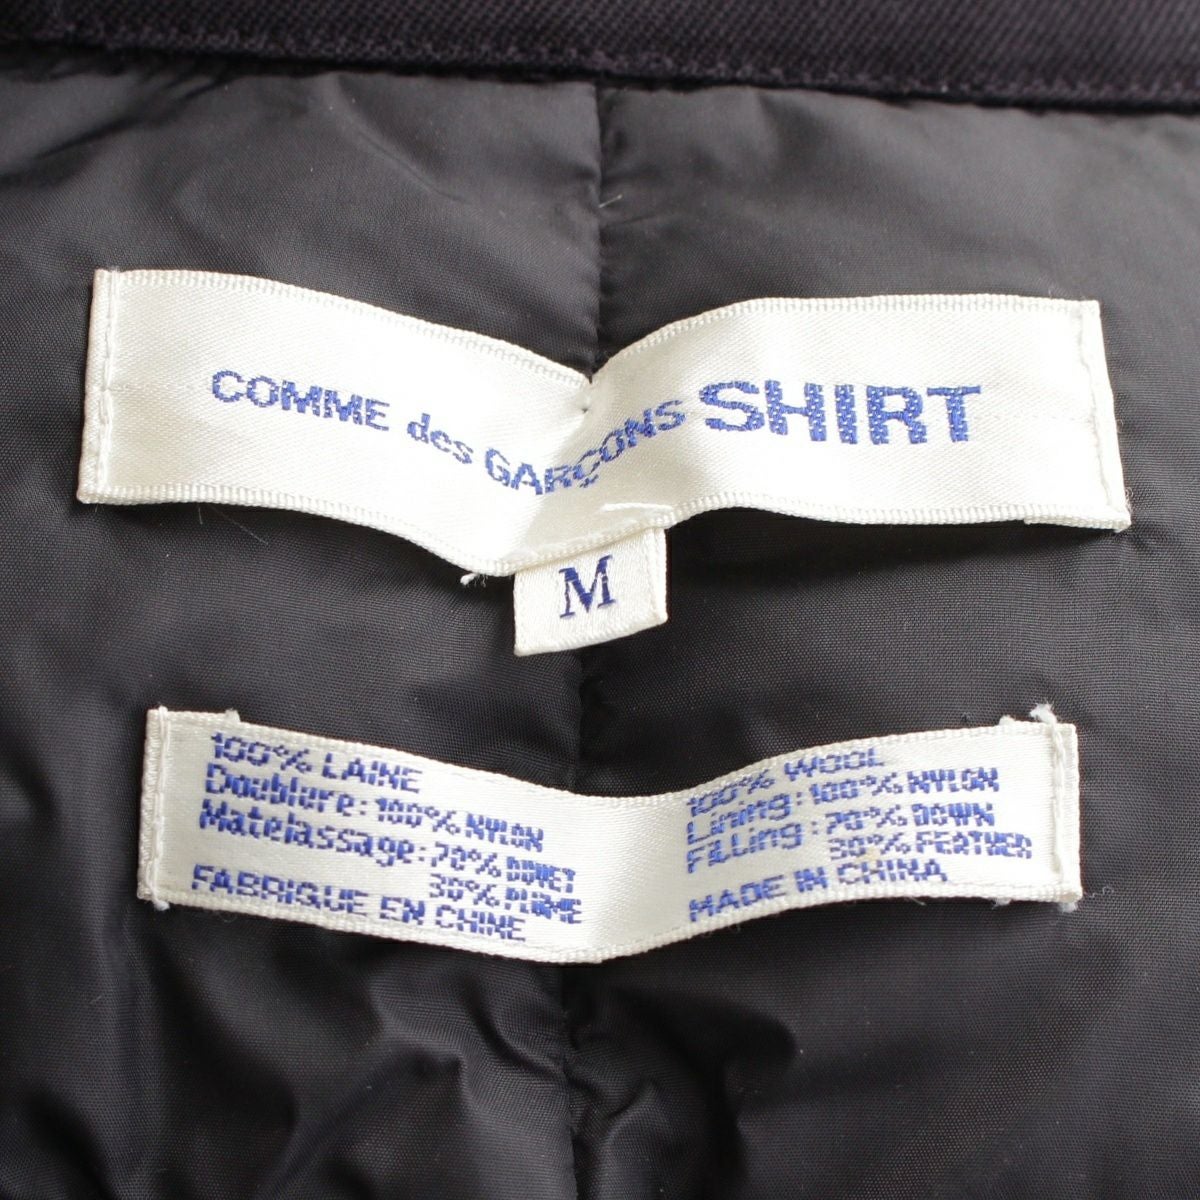 COMME des GARÇONS SHIRT
M
100% LAINE
Doublure: 100% NYLON
Matelassage: 70% DUVET
30% PLUME
FABRIQUE EN CHINE
100% WOOL
Lining: 100% NYLON
Filling: 70% DOWN
30% FEATHER
MADE IN CHINA